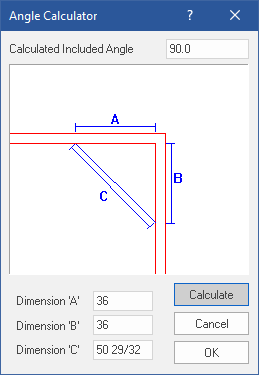 Angle Calculator ?
Calculated Included Angle 90.0
A
B
C
Dimension 'A' 36
Calculate
Dimension 'B' 36
Cancel
Dimension 'C' 50 29/32
OK